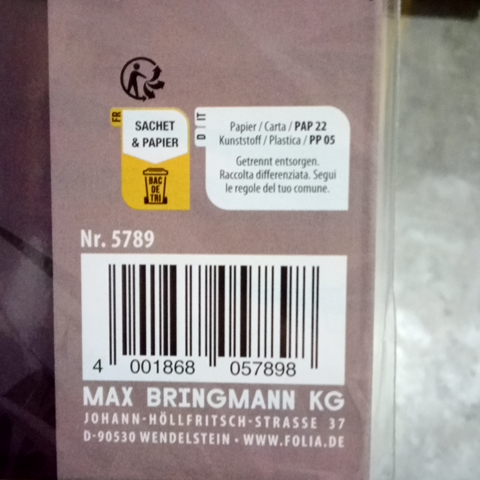 FR
SACHET
& PAPIER
BAC
DE
TRI
D | IT
Papier / Carta / PAP 22
Kunststoff / Plastica / PP 05
Getrennt entsorgen.
Raccolta differenziata. Segui
le regole del tuo comune.
Nr. 5789
4 001868 057898
MAX BRINGMANN KG
JOHANN-HÖLLFRITSCH-STRASSE 37
D-90530 WENDELSTEIN • WWW.FOLIA.DE